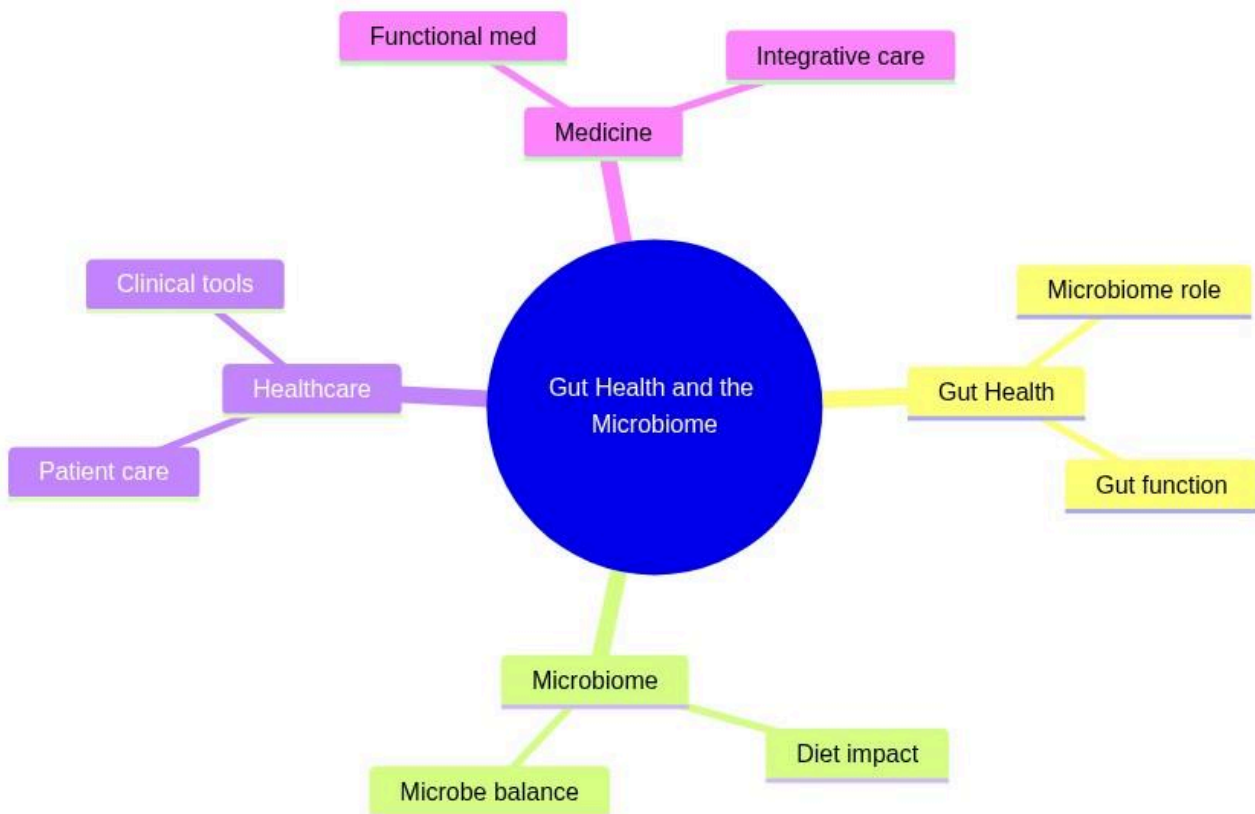 Functional med
Integrative care
Medicine
Clinical tools
Healthcare
Patient care
Gut Health and the
Microbiome
Microbiome role
Gut Health
Gut function
Microbiome
Diet impact
Microbe balance